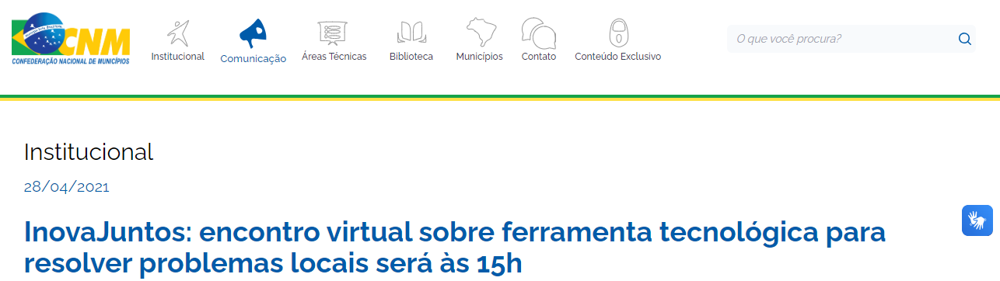 CNM
CONFEDERAÇÃO NACIONAL DE MUNICÍPIOS
Institucional
Comunicação
Áreas Técnicas
Biblioteca
Municípios
Contato
Conteúdo Exclusivo
O que você procura?
Institucional
28/04/2021
InovaJuntos: encontro virtual sobre ferramenta tecnológica para
resolver problemas locais será às 15h